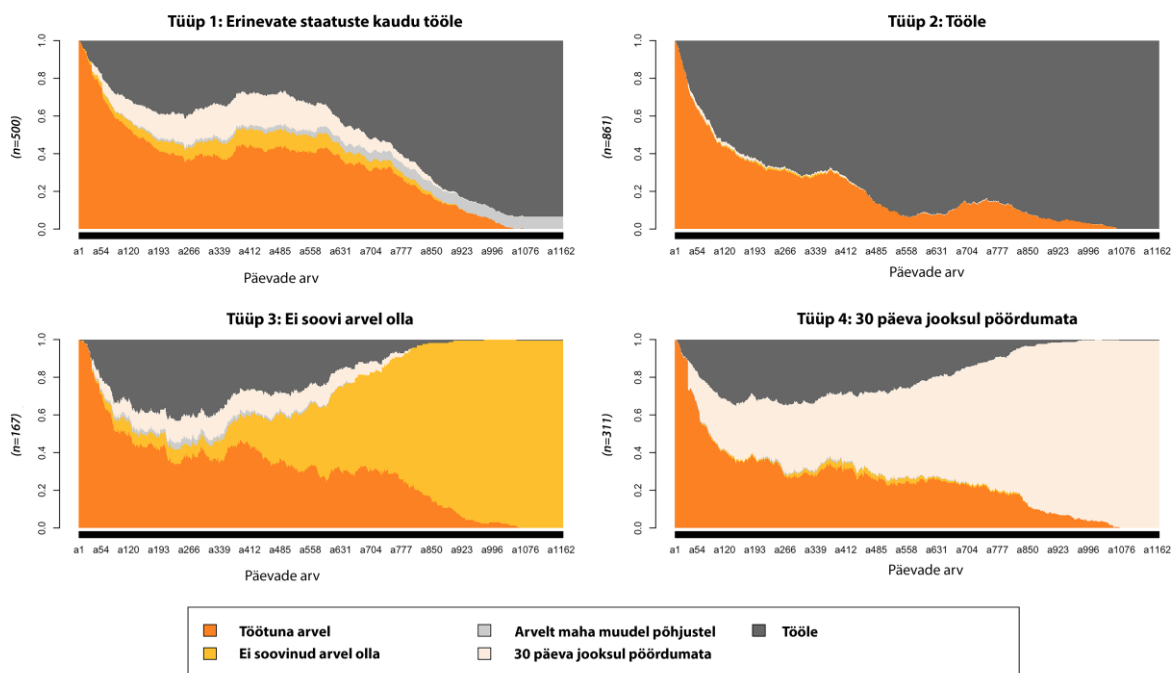 Tüüp 1: Erinevate staatuste kaudu tööle
1.0
0.8
0.6
0.4
0.2
0.0
(n=500)
a1 a54 a120 a193 a266 a339 a412 a485 a558 a631 a704 a777 a850 a923 a996 a1076 a1162
Päevade arv
Tüüp 2: Tööle
1.0
0.8
0.6
0.4
0.2
0.0
(n=861)
a1 a54 a120 a193 a266 a339 a412 a485 a558 a631 a704 a777 a850 a923 a996 a1076 a1162
Päevade arv
Tüüp 3: Ei soovi arvel olla
1.0
0.8
0.6
0.4
0.2
0.0
(n=167)
a1 a54 a120 a193 a266 a339 a412 a485 a558 a631 a704 a777 a850 a923 a996 a1076 a1162
Päevade arv
Tüüp 4: 30 päeva jooksul pöördumata
1.0
0.8
0.6
0.4
0.2
0.0
(n=311)
a1 a54 a120 a193 a266 a339 a412 a485 a558 a631 a704 a777 a850 a923 a996 a1076 a1162
Päevade arv
Töötuna arvel
Arvelt maha muudel põhjustel
Tööle
Ei soovinud arvel olla
30 päeva jooksul pöördumata